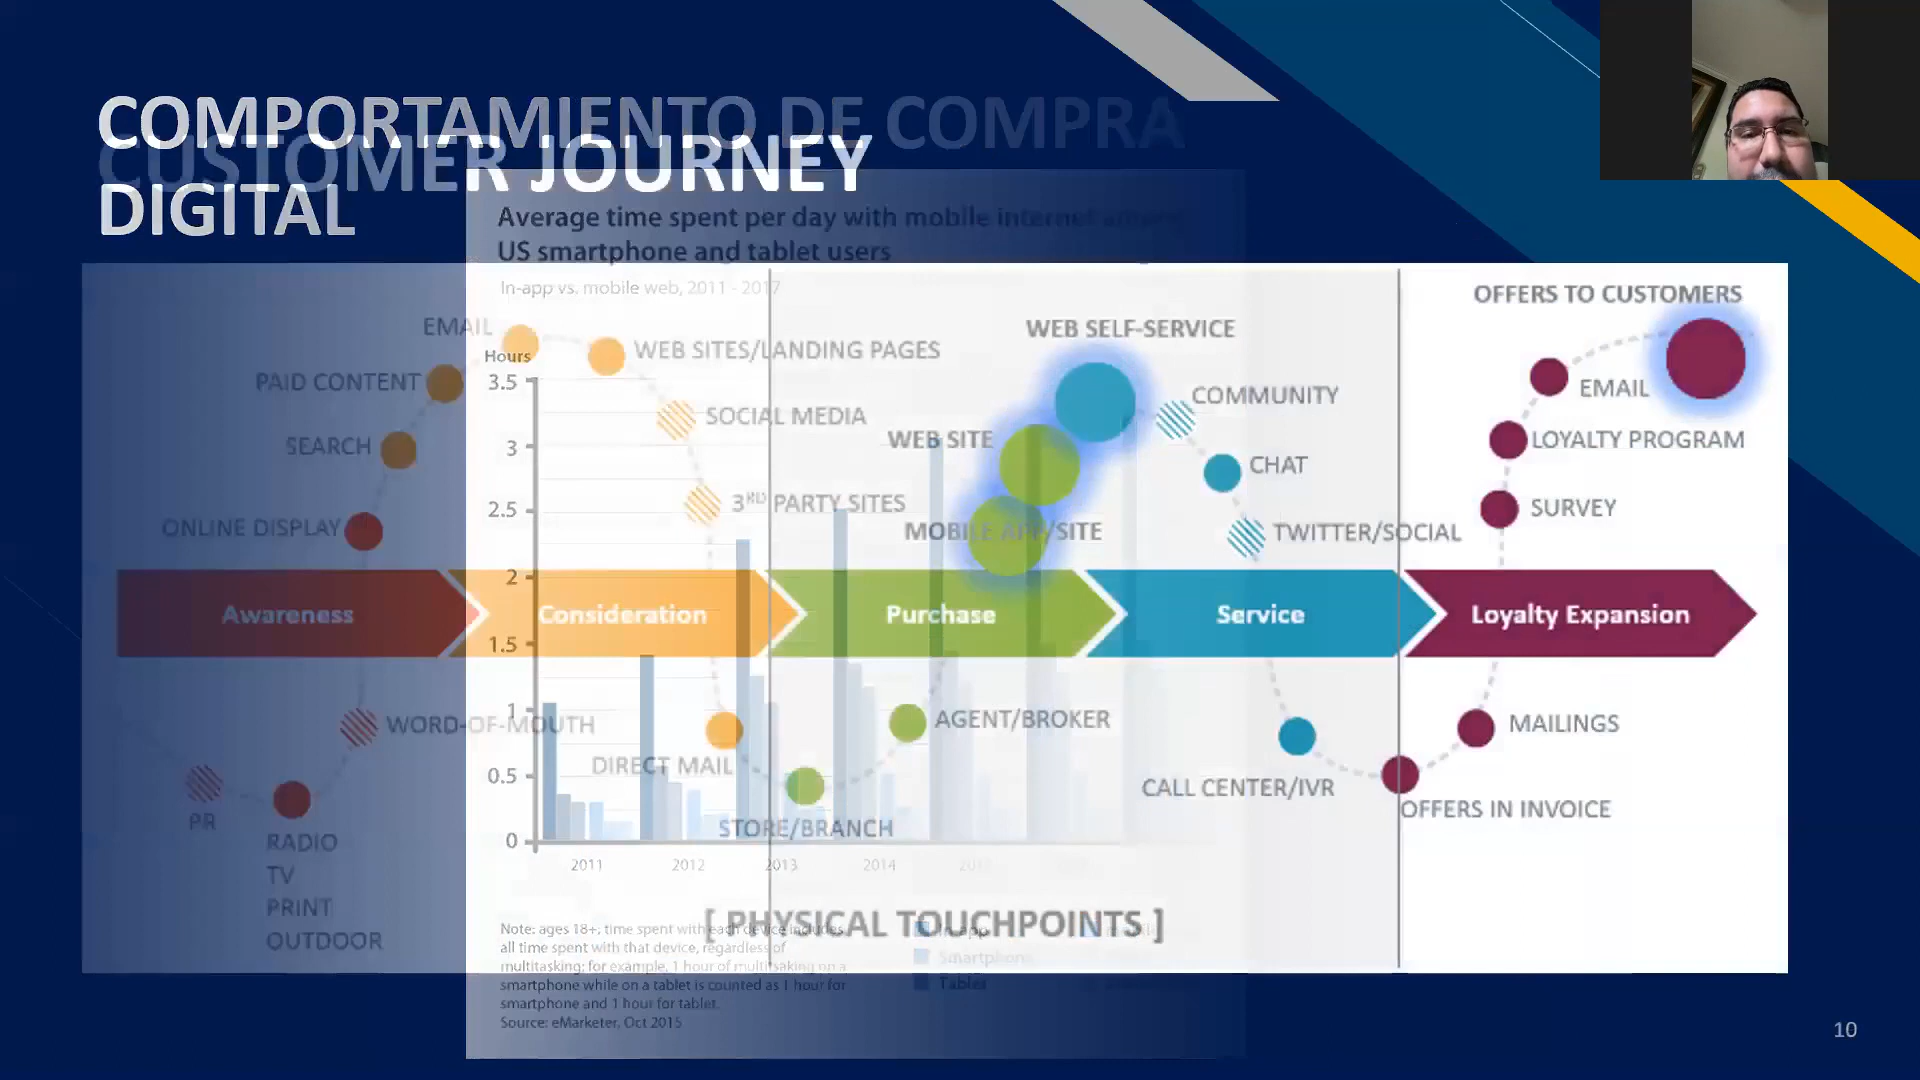 COMPORTAMIENTO DE COMPRA
DIGITAL
CUSTOMER JOURNEY
Average time spent per day with mobile internet among
US smartphone and tablet users
In-app vs. mobile web, 2011 - 2017
Hours
3.5
3
2.5
2
1.5
1
0.5
0
2011
2012
2013
2014
Note: ages 18+; time spent with each device includes
all time spent with that device, regardless of
multitasking; for example, 1 hour of multitsaking on a
smartphone while on a tablet is counted as 1 hour for
smartphone and 1 hour for tablet.
Source: eMarketer, Oct 2015
In-app
Smartphone
Tablet
EMAIL
PAID CONTENT
SEARCH
ONLINE DISPLAY
WEB SITES/LANDING PAGES
SOCIAL MEDIA
3RD PARTY SITES
WEB SELF-SERVICE
WEB SITE
MOBILE APP/SITE
COMMUNITY
CHAT
TWITTER/SOCIAL
OFFERS TO CUSTOMERS
EMAIL
LOYALTY PROGRAM
SURVEY
Awareness
Consideration
Purchase
Service
Loyalty Expansion
WORD-OF-MOUTH
PR
RADIO
TV
PRINT
OUTDOOR
DIRECT MAIL
STORE/BRANCH
AGENT/BROKER
CALL CENTER/IVR
MAILINGS
OFFERS IN INVOICE
[ PHYSICAL TOUCHPOINTS ]
10